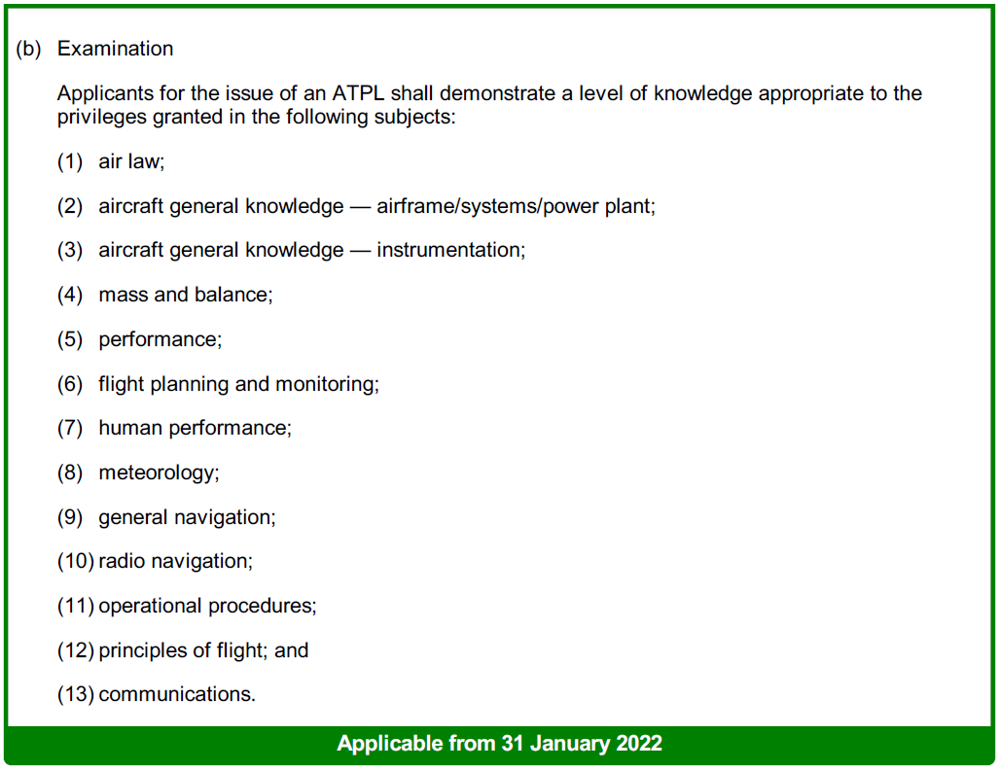 (b) Examination
Applicants for the issue of an ATPL shall demonstrate a level of knowledge appropriate to the
privileges granted in the following subjects:
(1) air law;
(2) aircraft general knowledge — airframe/systems/power plant;
(3) aircraft general knowledge — instrumentation;
(4) mass and balance;
(5) performance;
(6) flight planning and monitoring;
(7) human performance;
(8) meteorology;
(9) general navigation;
(10) radio navigation;
(11) operational procedures;
(12) principles of flight; and
(13) communications.
Applicable from 31 January 2022